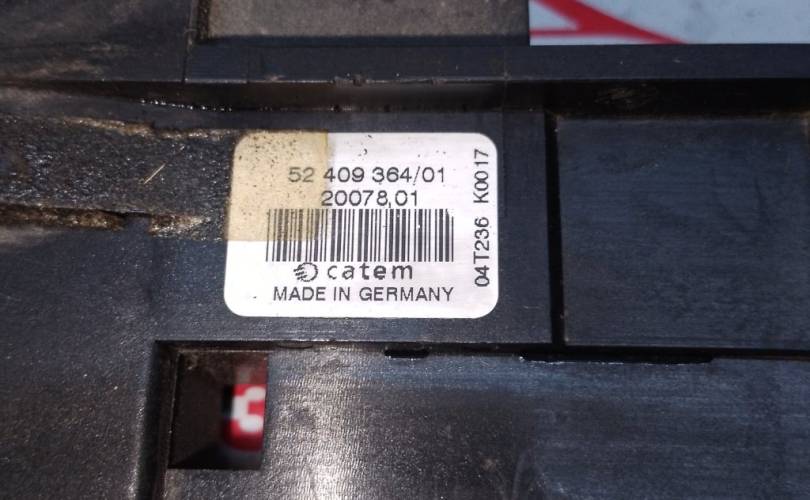 52 409 364/01
20078,01
catem
MADE IN GERMANY
04T236 K0017